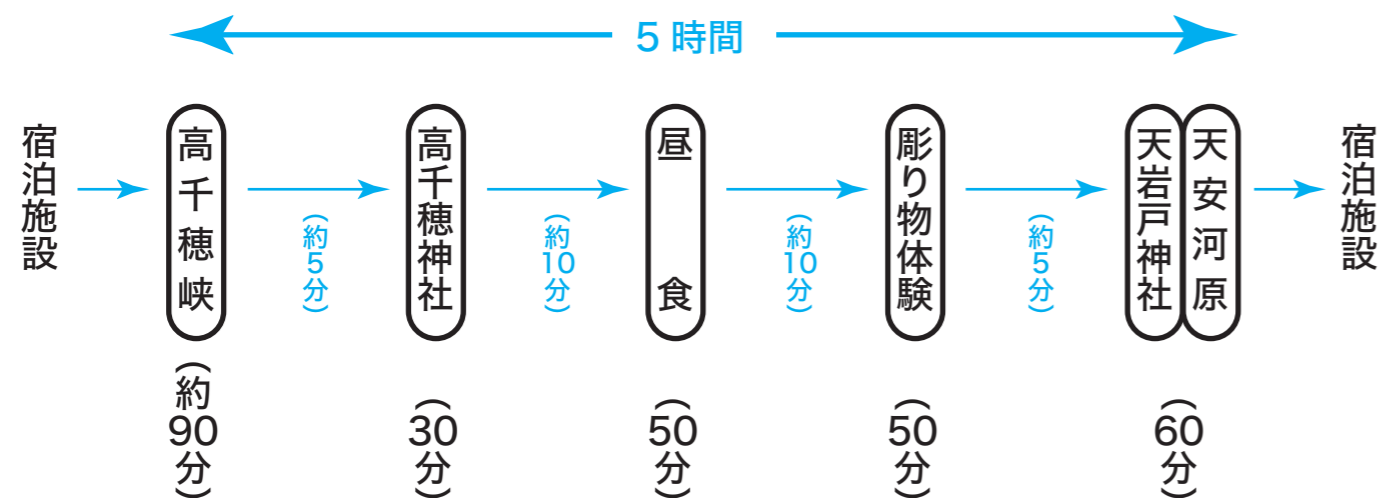 5 時間
宿泊施設
高千穂峡
(約90分)
(約5分)
高千穂神社
(30分)
(約10分)
昼食
(50分)
(約10分)
彫り物体験
(50分)
(約5分)
天岩戸神社
天安河原
(60分)
宿泊施設